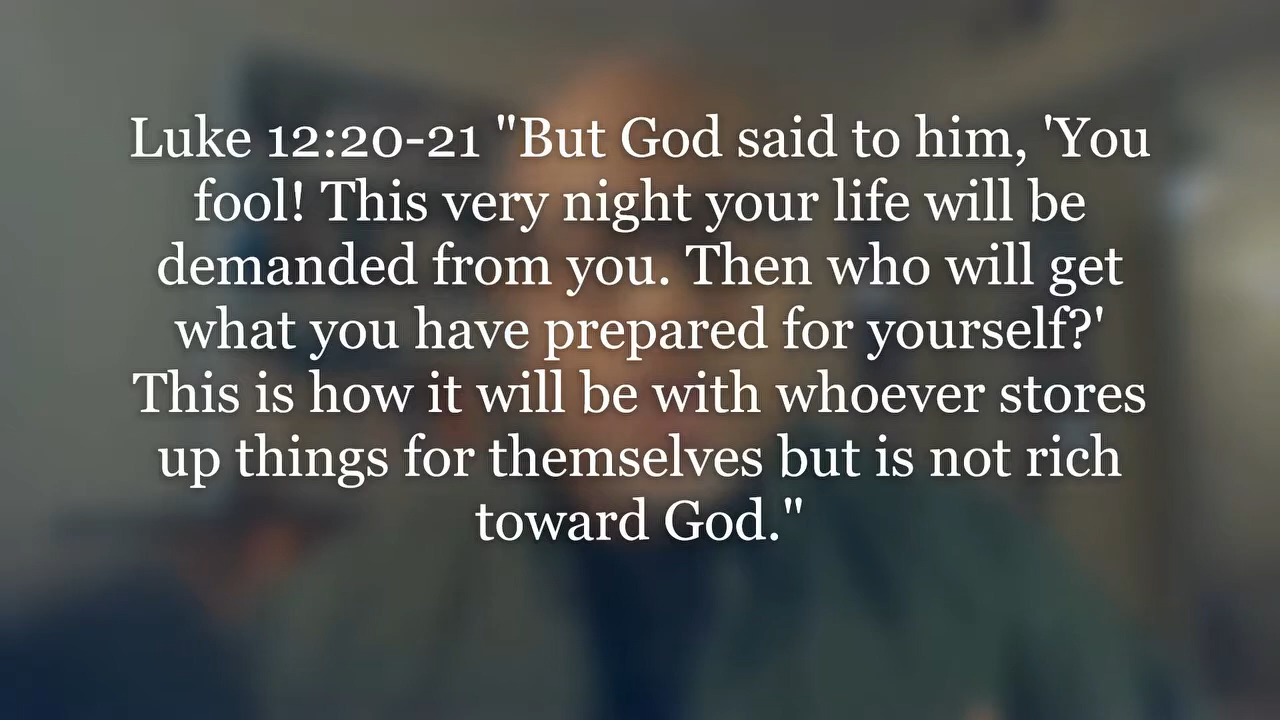 Luke 12:20-21 "But God said to him, 'You
fool! This very night your life will be
demanded from you. Then who will get
what you have prepared for yourself?'
This is how it will be with whoever stores
up things for themselves but is not rich
toward God."